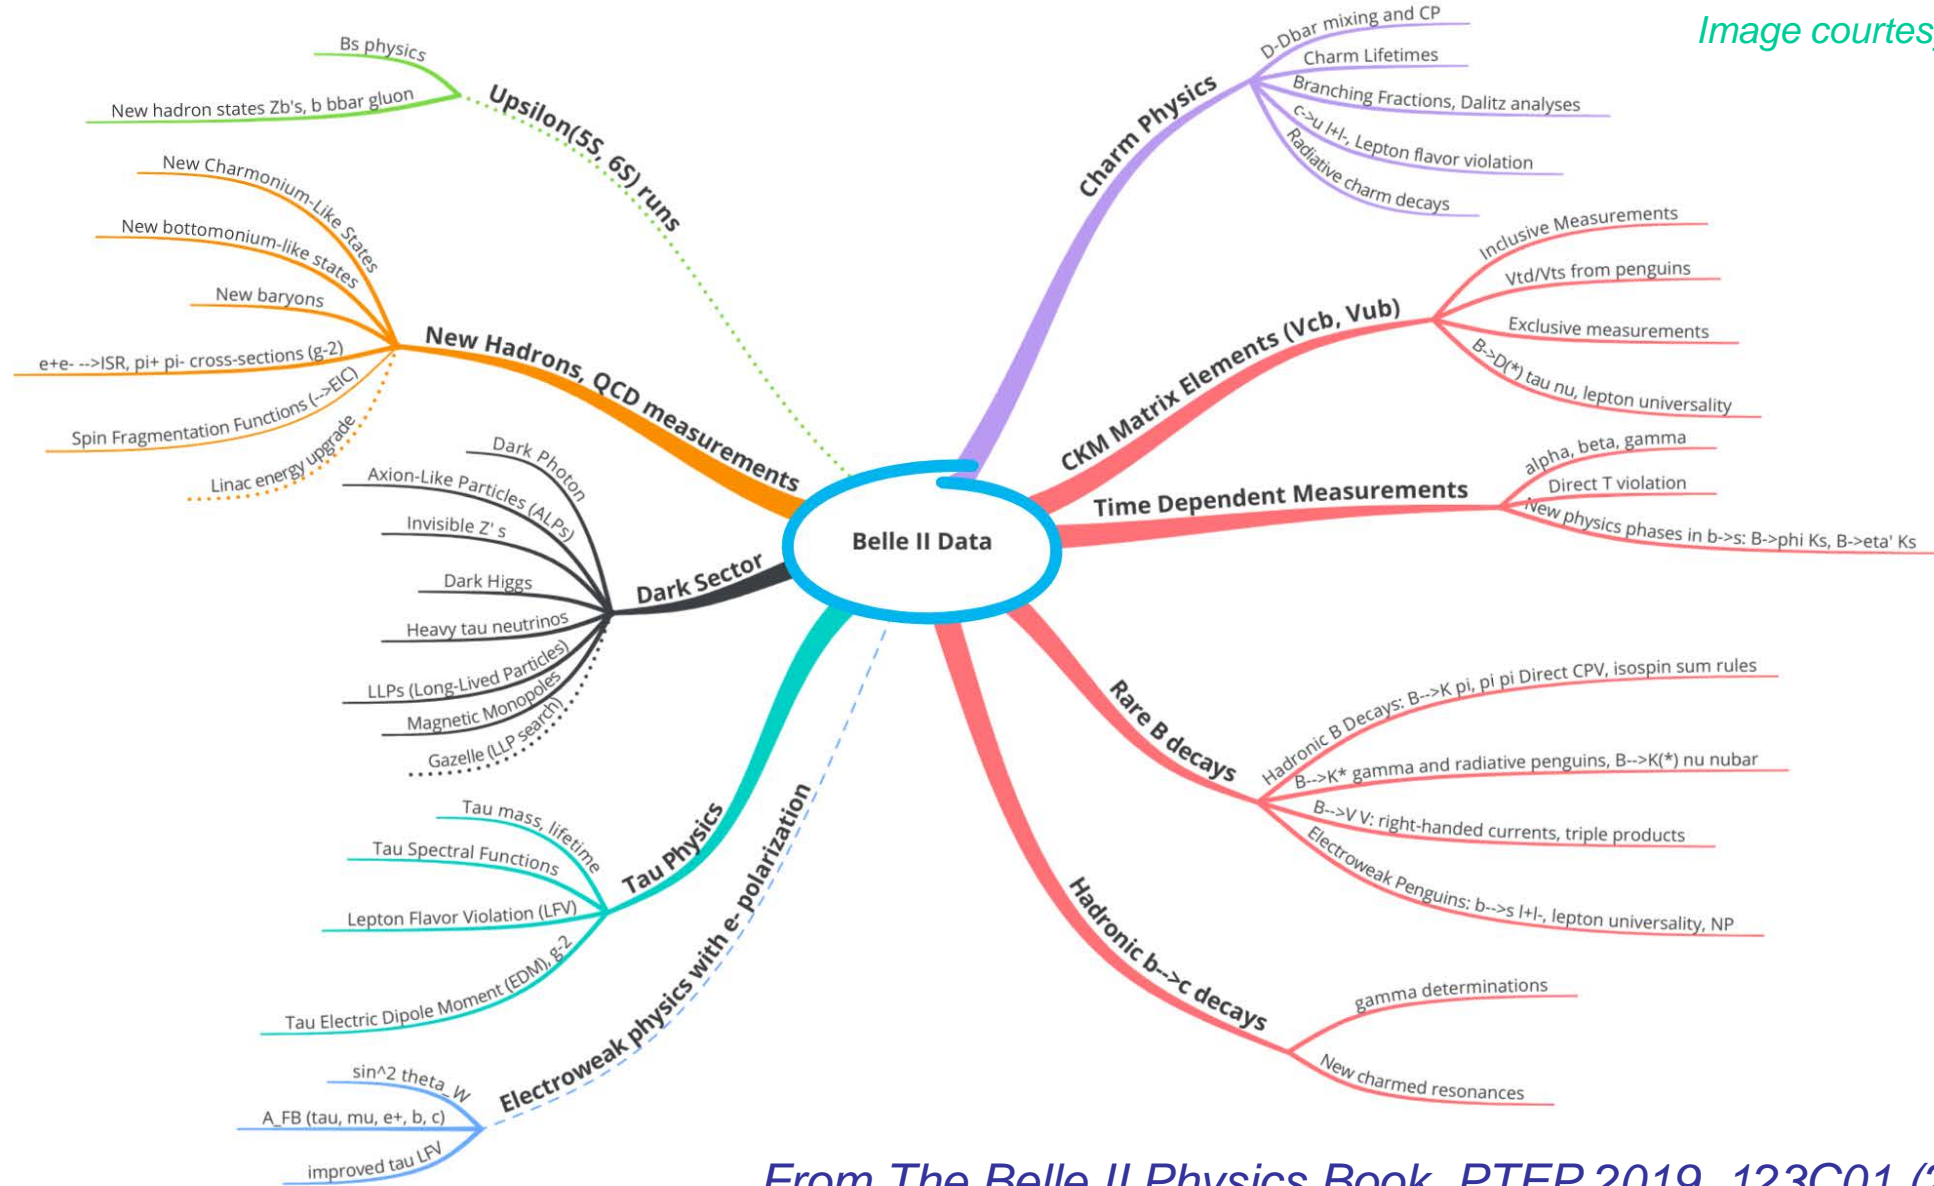 Image courtesy
Belle II Data
Upsilon(5S, 6S) runs
Bs physics
New hadron states Zb's, b bbar gluon
New Hadrons, QCD measurements
New Charmonium-Like States
New bottomonium-like states
New baryons
e+e- -->ISR, pi+ pi- cross-sections (g-2)
Spin Fragmentation Functions (-->EIC)
Linac energy upgrade
Dark Sector
Dark Photon
Axion-Like Particles (ALPs)
Invisible Z' s
Dark Higgs
Heavy tau neutrinos
LLPs (Long-Lived Particles)
Magnetic Monopoles
Gazelle (LLP search)
Tau Physics
Tau mass, lifetime
Tau Spectral Functions
Lepton Flavor Violation (LFV)
Tau Electric Dipole Moment (EDM), g-2
Electroweak physics with e- polarization
sin^2 theta_W
A_FB (tau, mu, e+, b, c)
improved tau LFV
Charm Physics
D-Dbar mixing and CP
Charm Lifetimes
Branching Fractions, Dalitz analyses
c->u l+l-, Lepton flavor violation
Radiative charm decays
CKM Matrix Elements (Vcb, Vub)
Inclusive Measurements
Vtd/Vts from penguins
Exclusive measurements
B->D(*) tau nu, lepton universality
Time Dependent Measurements
alpha, beta, gamma
Direct T violation
New physics phases in b->s: B->phi Ks, B->eta' Ks
Rare B decays
Hadronic B Decays: B-->K pi, pi pi Direct CPV, isospin sum rules
B-->K* gamma and radiative penguins, B-->K(*) nu nubar
B-->V V: right-handed currents, triple products
Electroweak Penguins: b-->s l+l-, lepton universality, NP
Hadronic b-->c decays
gamma determinations
New charmed resonances
From The Belle II Physics Book, PTEP 2019, 123C01 (